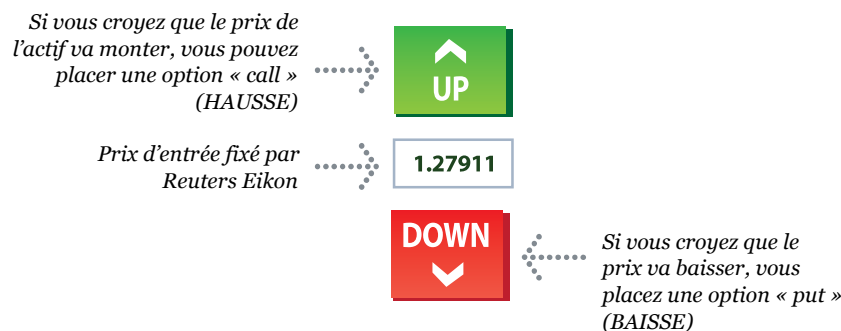 Si vous croyez que le prix de
l’actif va monter, vous pouvez
placer une option « call »
(HAUSSE)
UP
Prix d’entrée fixé par
Reuters Eikon
1.27911
DOWN
Si vous croyez que le
prix va baisser, vous
placez une option « put »
(BAISSE)